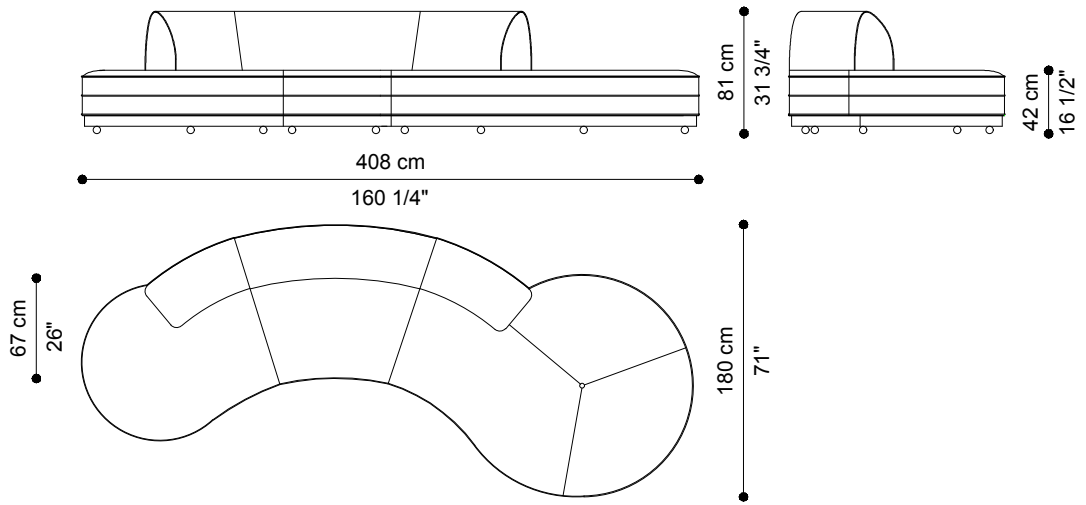 81 cm
31 3/4"
42 cm
16 1/2"
408 cm
160 1/4"
67 cm
26"
180 cm
71"